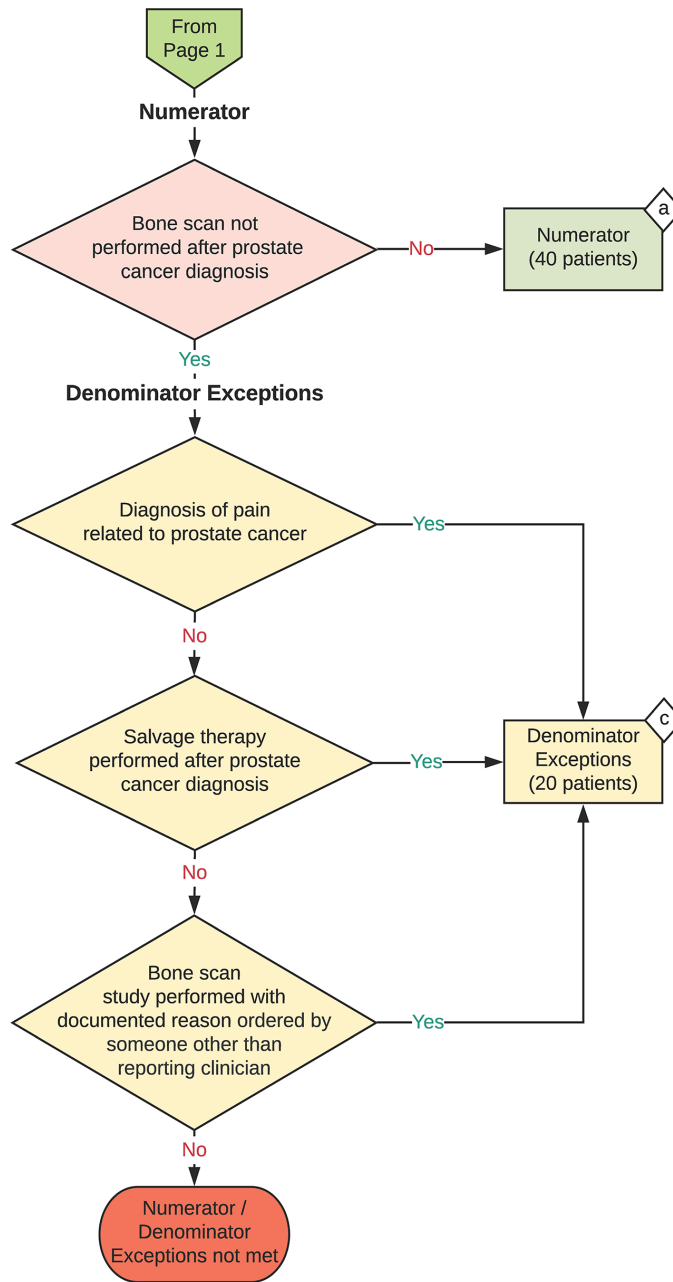 From
Page 1
Numerator
Bone scan not
performed after prostate
cancer diagnosis
No
a
Numerator
(40 patients)
Yes
Denominator Exceptions
Diagnosis of pain
related to prostate cancer
Yes
No
Salvage therapy
performed after prostate
cancer diagnosis
Yes
c
Denominator
Exceptions
(20 patients)
No
Bone scan
study performed with
documented reason ordered by
someone other than
reporting clinician
Yes
No
Numerator /
Denominator
Exceptions not met